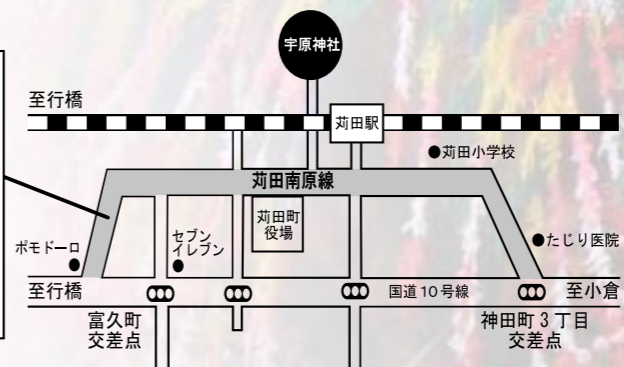 宇原神社
至行橋
苅田駅
●苅田小学校
苅田南原線
苅田町
役場
セブン
イレブン
ポモドーロ
●たじり医院
至行橋
国道10号線
至小倉
富久町
交差点
神田町3丁目
交差点